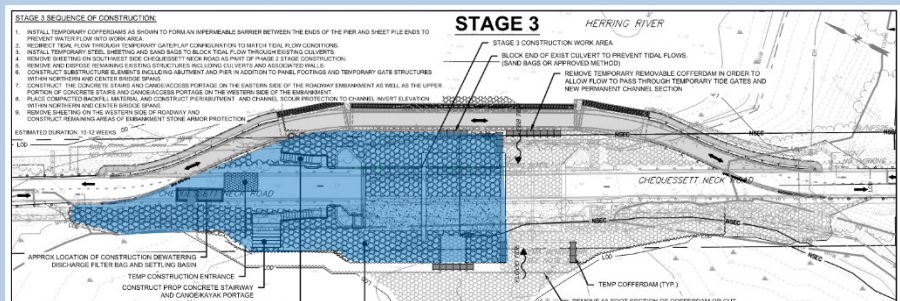 STAGE 3 SEQUENCE OF CONSTRUCTION:
1. INSTALL TEMPORARY COFFERDAMS AS SHOWN TO FORM AN IMPERMEABLE BARRIER BETWEEN THE ENDS OF THE PIER AND SHEET PILE ENDS TO
PREVENT WATER FLOW INTO WORK AREA.
2. REDIRECT TIDAL FLOW THROUGH TEMPORARY GATE/FLAP CONFIGURATION TO MATCH TIDAL FLOW CONDITIONS.
3. INSTALL TEMPORARY STEEL SHEETING AND SAND BAGS TO BLOCK TIDAL FLOW THROUGH EXISTING CULVERTS.
4. REMOVE SHEETING ON SOUTHWEST SIDE CHEQUESSETT NECK ROAD AS PART OF PHASE 2 STAGE CONSTRUCTION.
5. REMOVE AND DISPOSE REMAINING EXISTING STRUCTURES INCLUDING CULVERTS AND ASSOCIATED WALLS.
6. CONSTRUCT SUBSTRUCTURE ELEMENTS INCLUDING ABUTMENT AND PIER IN ADDITION TO PANEL FOOTINGS AND TEMPORARY GATE STRUCTURES
WITHIN NORTHERN AND CENTER BRIDGE SPANS.
7. CONSTRUCT THE CONCRETE STAIRS AND CANOE/ACCESS PORTAGE ON THE EASTERN SIDE OF THE ROADWAY EMBANKMENT AS WELL AS THE UPPER
PORTION OF CONCRETE STAIRS AND CANOE/ACCESS PORTAGE ON THE WESTERN SIDE OF THE EMBANKMENT.
8. PLACE COMPACTED BACKFILL MATERIAL AND CONSTRUCT PIER/ABUTMENT AND CHANNEL SCOUR PROTECTION TO CHANNEL INVERT ELEVATION
WITHIN NORTHERN AND CENTER BRIDGE SPANS.
9. REMOVE SHEETING ON THE WESTERN SIDE OF ROADWAY AND
CONSTRUCT REMAINING AREAS OF EMBANKMENT STONE ARMOR PROTECTION.
ESTIMATED DURATION: 10-12 WEEKS
STAGE 3
HERRING RIVER
STAGE 3 CONSTRUCTION WORK AREA
BLOCK END OF EXIST CULVERT TO PREVENT TIDAL FLOWS.
(SAND BAGS OR APPROVED METHOD)
REMOVE TEMPORARY REMOVABLE COFFERDAM IN ORDER TO
ALLOW FLOW TO PASS THROUGH TEMPORARY TIDE GATES AND
NEW PERMANENT CHANNEL SECTION
LOD
NO PARKING
NSEC
LOD
NO PARKING
CHEQUESSETT NECK ROAD
CHEQUESSETT NECK ROAD
NSEC
NSEC
LOD
LOD
APPROX LOCATION OF CONSTRUCTION DEWATERING
DISCHARGE FILTER BAG AND SETTLING BASIN
TEMP CONSTRUCTION ENTRANCE
CONSTRUCT PROP CONCRETE STAIRWAY
AND CANOE/KAYAK PORTAGE
TEMP COFFERDAM (TYP.)